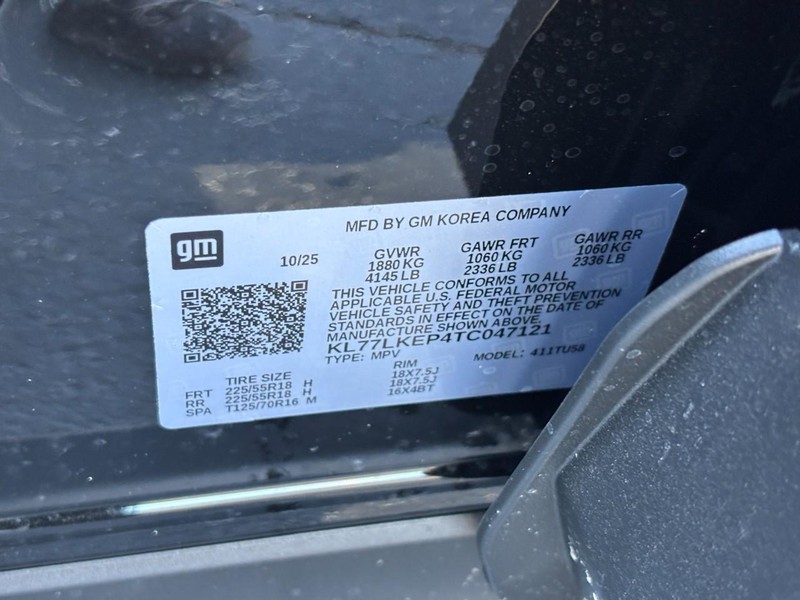 MFD BY GM KOREA COMPANY
gm
10/25 GVWR GAWR FRT GAWR RR
1880 KG 1060 KG 1060 KG
4145 LB 2336 LB 2336 LB
THIS VEHICLE CONFORMS TO ALL
APPLICABLE U.S. FEDERAL MOTOR
VEHICLE SAFETY AND THEFT PREVENTION
STANDARDS IN EFFECT ON THE DATE OF
MANUFACTURE SHOWN ABOVE.
KL77LKEP4TC047121
TYPE: MPV MODEL: 411TU58
TIRE SIZE RIM
FRT 225/55R18 H 18X7.5J
RR 225/55R18 H 18X7.5J
SPA T125/70R16 M 16X4BT